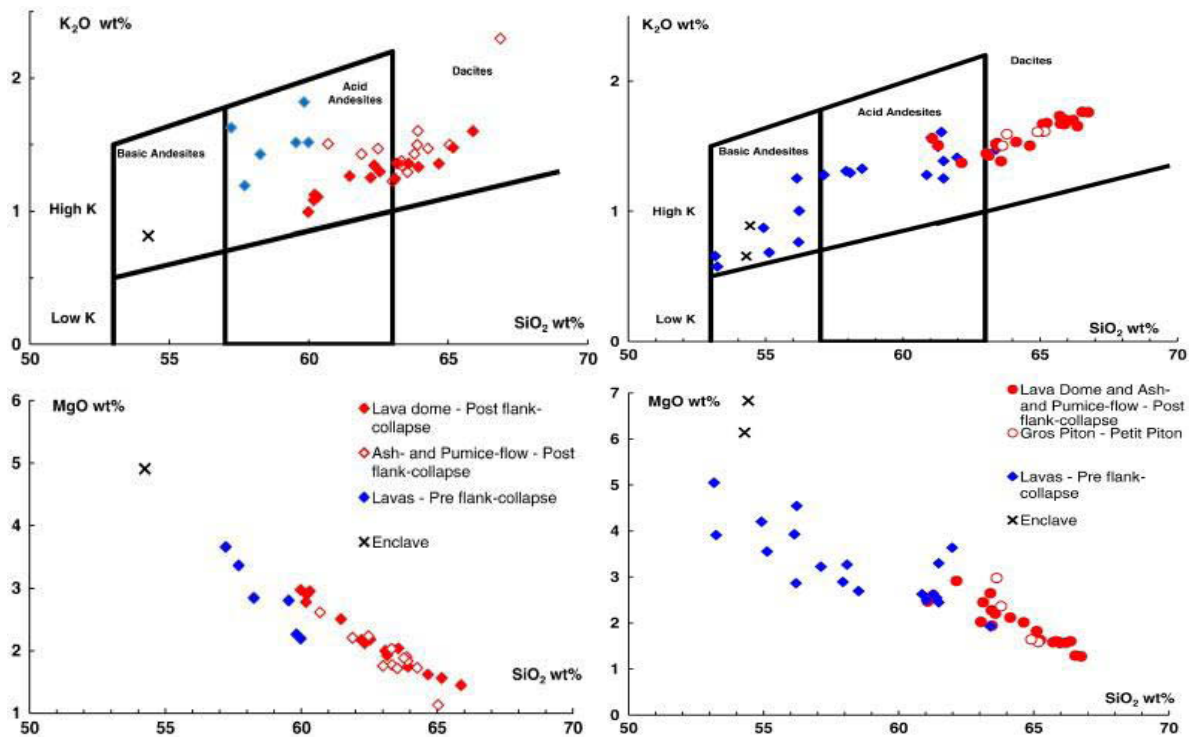 K₂O wt%
2
1
0
Acid
Andesites
Dacites
Basic Andesites
High K
Low K
SiO₂ wt%
50
55
60
65
70
K₂O wt%
2
1
0
Dacites
Acid Andesites
Basic Andesites
High K
Low K
SiO₂ wt%
50
55
60
65
70
MgO wt%
6
5
4
3
2
1
Lava dome - Post flank-
collapse
Ash- and Pumice-flow - Post
flank-collapse
Lavas - Pre flank-collapse
Enclave
SiO₂ wt%
50
55
60
65
70
MgO wt%
7
6
5
4
3
2
1
0
Lava Dome and Ash-
and Pumice-flow - Post
flank-collapse
Gros Piton - Petit Piton
Lavas - Pre flank-
collapse
Enclave
SiO₂ wt%
50
55
60
65
70